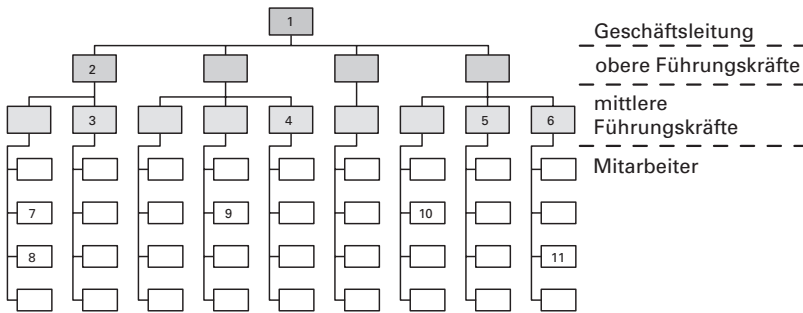 1
Geschäftsleitung
2
obere Führungskräfte
3
4
5
6
mittlere
Führungskräfte
Mitarbeiter
7
9
10
8
11